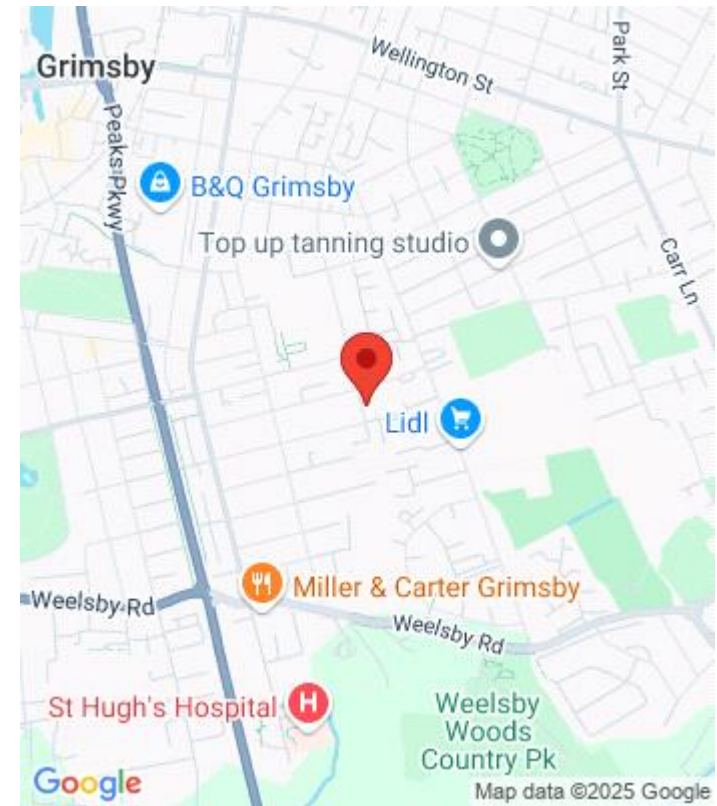 Wellington St
Park St
Grimsby
Peaks Pkwy
B&Q Grimsby
Top up tanning studio
Carr Ln
Lidl
Miller & Carter Grimsby
Weelsby Rd
Weelsby Rd
St Hugh's Hospital
H
Weelsby
Woods
Country Pk
Google
Map data ©2025 Google